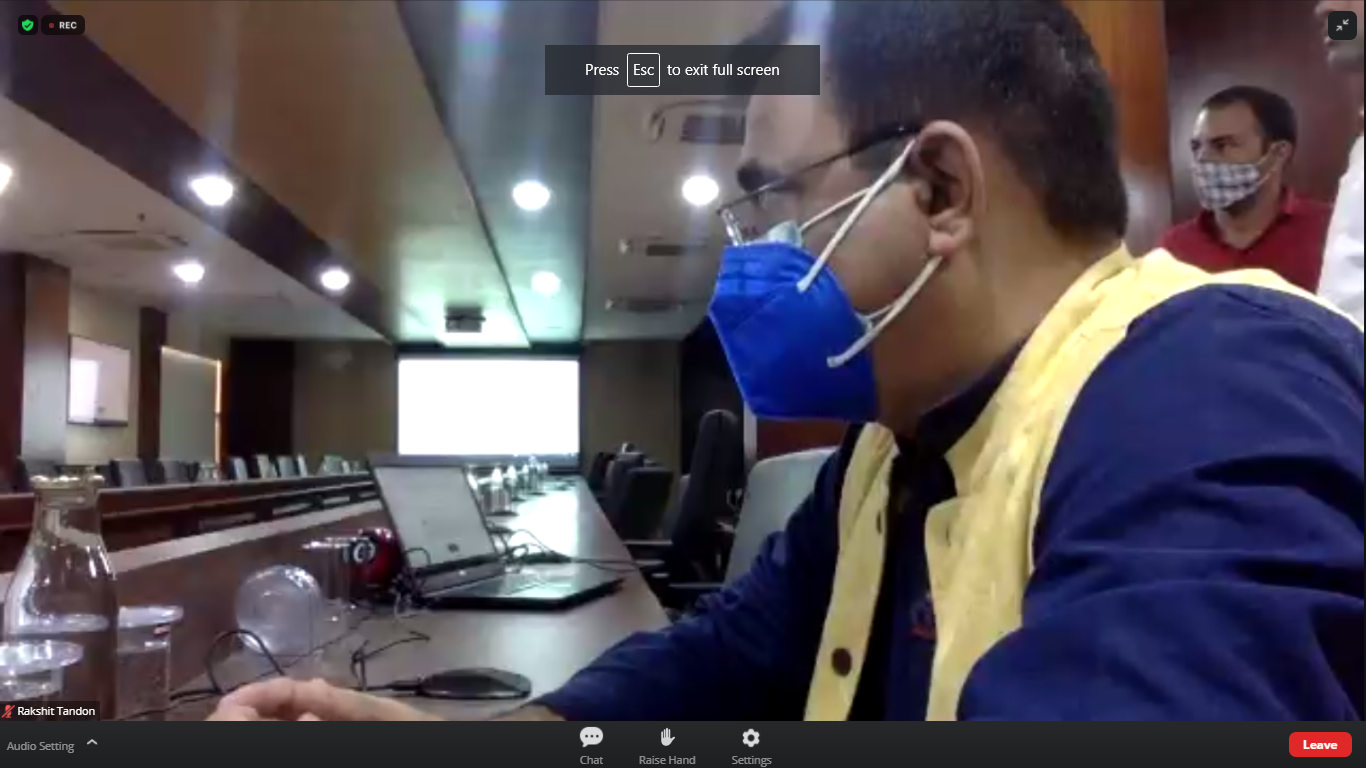 REC
Press Esc to exit full screen
Rakshit Tandon
Audio Setting
Chat
Raise Hand
Settings
Leave